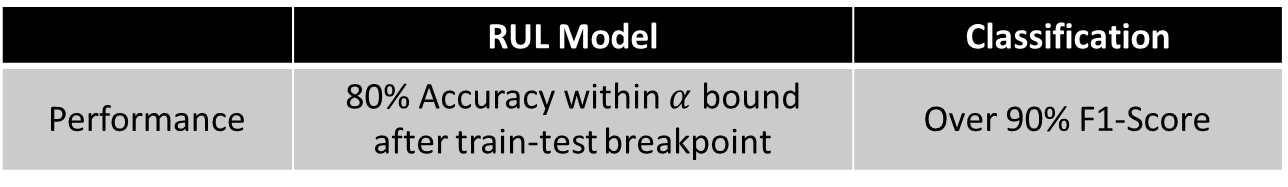 RUL Model
Classification
Performance
80% Accuracy within α bound
after train-test breakpoint
Over 90% F1-Score